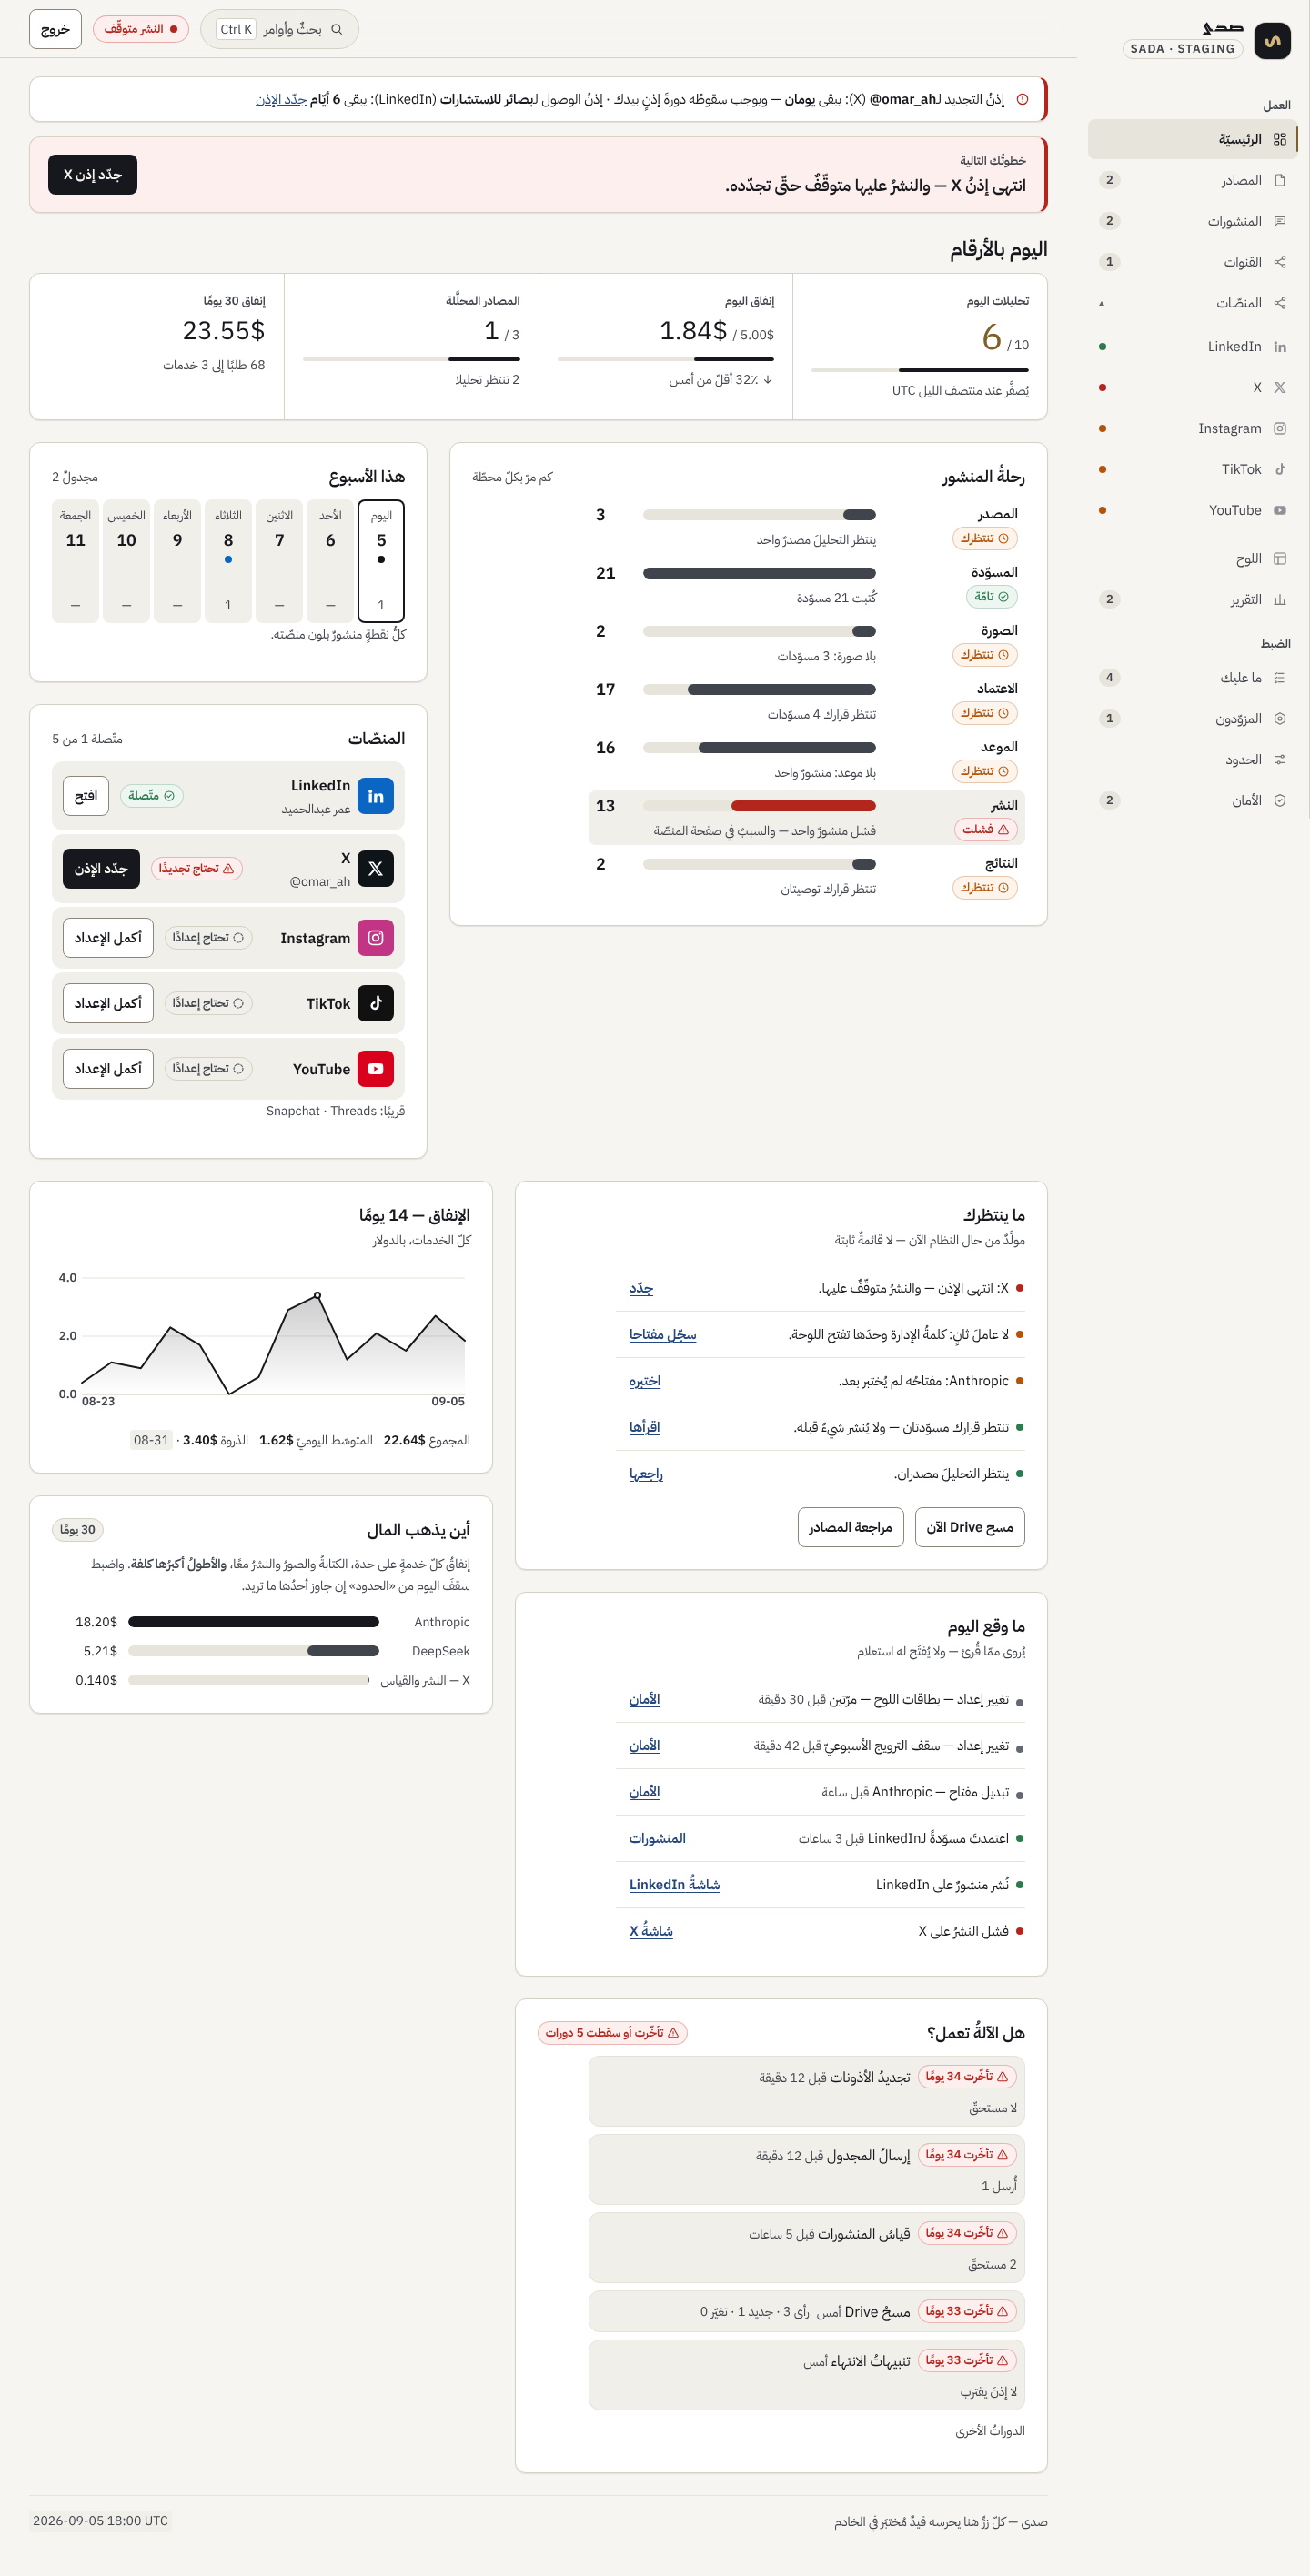 صدى
SADA · STAGING
بحثٌ وأوامر Ctrl K
النشر متوقّف
خروج
العمل
الرئيسيّة
المصادر 2
المنشورات 2
القنوات 1
المنصّات
LinkedIn
X
Instagram
TikTok
YouTube
اللوح
التقرير 2
الضبط
ما عليك 4
المزوّدون 1
الحدود
الأمان 2
إذنُ التجديد لـ@omar_ah (X): يبقى يومان — ويوجب سقوطُه دورةَ إذنٍ بيدك · إذنُ الوصول لبصائر للاستشارات (LinkedIn): يبقى 6 أيّام جدّد الإذن
خطوتُك التالية
انتهى إذنُ X — والنشرُ عليها متوقّفٌ حتّى تجدّده.
جدّد إذن X
اليوم بالأرقام
تحليلات اليوم
6 / 10
يُصفَّر عند منتصف الليل UTC
إنفاق اليوم
1.84$ / 5.00$
↓ 32٪ أقلّ من أمس
المصادر المحلَّلة
1 / 3
2 تنتظر تحليلا
إنفاق 30 يومًا
23.55$
68 طلبًا إلى 3 خدمات
رحلةُ المنشور
كم مرّ بكلّ محطّة
المصدر 3
تنتظرك
ينتظر التحليلَ مصدرٌ واحد
المسوّدة 21
تامّة
كُتبت 21 مسوّدة
الصورة 2
تنتظرك
بلا صورة: 3 مسوّدات
الاعتماد 17
تنتظرك
تنتظر قرارك 4 مسوّدات
الموعد 16
تنتظرك
بلا موعد: منشورٌ واحد
النشر 13
فشلت
فشل منشورٌ واحد — والسببُ في صفحة المنصّة
النتائج 2
تنتظرك
تنتظر قرارك توصيتان
هذا الأسبوع
مجدولٌ 2
اليوم الأحد الاثنين الثلاثاء الأربعاء الخميس الجمعة
5 6 7 8 9 10 11
1 — — 1 — — —
كلُّ نقطةٍ منشورٌ بلون منصّته.
المنصّات
متّصلة 1 من 5
LinkedIn
عمر عبدالحميد
متّصلة
افتح
X
@omar_ah
تحتاج تجديدًا
جدّد الإذن
Instagram
تحتاج إعدادًا
أكمل الإعداد
TikTok
تحتاج إعدادًا
أكمل الإعداد
YouTube
تحتاج إعدادًا
أكمل الإعداد
قريبًا: Snapchat · Threads
ما ينتظرك
مولَّدٌ من حال النظام الآن — لا قائمةٌ ثابتة
X: انتهى الإذن — والنشرُ متوقّفٌ عليها. جدّد
لا عاملَ ثانٍ: كلمةُ الإدارة وحدَها تفتح اللوحة. سجّل مفتاحا
Anthropic: مفتاحُه لم يُختبر بعد. اختبره
تنتظر قرارك مسوّدتان — ولا يُنشر شيءٌ قبله. اقرأها
ينتظر التحليلَ مصدران. راجعها
مسح Drive الآن
مراجعة المصادر
الإنفاق — 14 يومًا
كلّ الخدمات، بالدولار
4.0
2.0
0.0
08-23
09-05
المجموع 22.64$ المتوسّط اليوميّ 1.62$ الذروة 3.40$ · 08-31
أين يذهب المال
30 يومًا
إنفاقُ كلّ خدمةٍ على حدة، الكتابةُ والصورُ والنشرُ معًا، والأطولُ أكبرُها كلفة. واضبط
سقفَ اليوم من «الحدود» إن جاوز أحدُها ما تريد.
Anthropic 18.20$
DeepSeek 5.21$
X — النشر والقياس 0.140$
ما وقع اليوم
يُروى ممّا قُرئ — ولا يُفتَح له استعلام
تغيير إعداد — بطاقات اللوح — مرّتين قبل 30 دقيقة الأمان
تغيير إعداد — سقف الترويج الأسبوعيّ قبل 42 دقيقة الأمان
تبديل مفتاح — Anthropic قبل ساعة الأمان
اعتمدتَ مسوّدةً لـLinkedIn قبل 3 ساعات المنشورات
نُشر منشورٌ على LinkedIn شاشةُ LinkedIn
فشل النشرُ على X شاشةُ X
هل الآلةُ تعمل؟
تأخّرت أو سقطت 5 دورات
تأخّرت 34 يومًا تجديدُ الأذونات قبل 12 دقيقة
لا مستحقّ
تأخّرت 34 يومًا إرسالُ المجدول قبل 12 دقيقة
أُرسل 1
تأخّرت 34 يومًا قياسُ المنشورات قبل 5 ساعات
2 مستحقّ
تأخّرت 33 يومًا مسحُ Drive أمس رأى 3 · جديد 1 · تغيّر 0
تأخّرت 33 يومًا تنبيهاتُ الانتهاء أمس
لا إذنَ يقترب
الدوراتُ الأخرى
صدى — كلّ زرٍّ هنا يحرسه قيدٌ مُختبَر في الخادم
2026-09-05 18:00 UTC